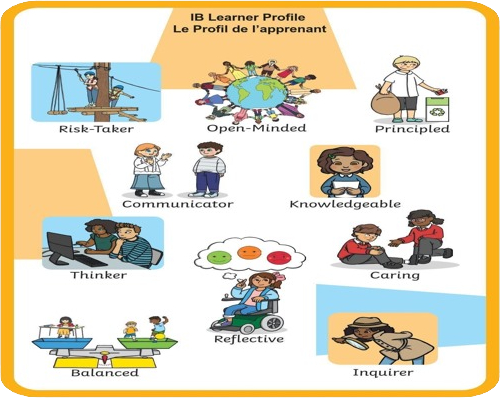 IB Learner Profile
Le Profil de l'apprenant
Risk-Taker
Open-Minded
Principled
Communicator
Knowledgeable
Thinker
Caring
Reflective
Balanced
Inquirer